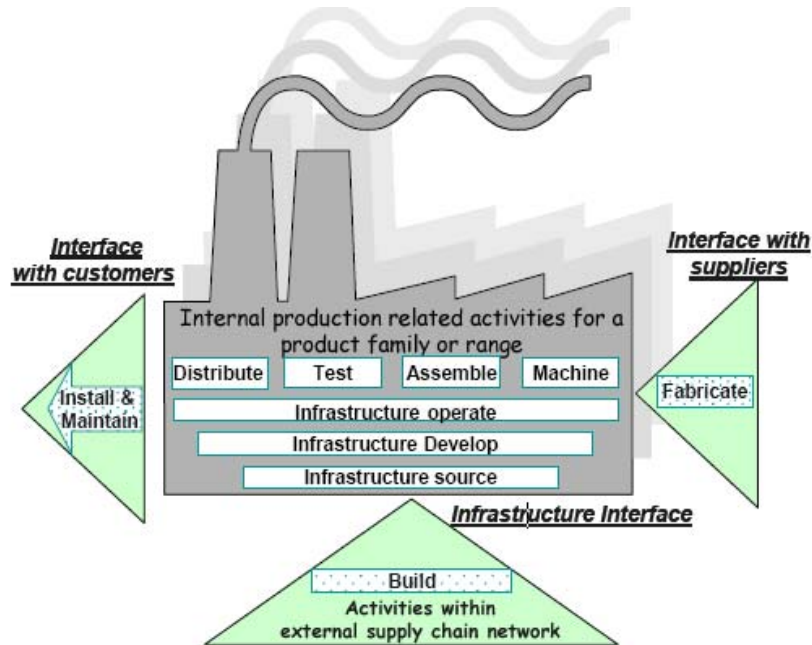 Interface
with customers
Interface with
suppliers
Internal production related activities for a
product family or range
Distribute
Test
Assemble
Machine
Install &
Maintain
Fabricate
Infrastructure operate
Infrastructure Develop
Infrastructure source
Infrastructure Interface
Build
Activities within
external supply chain network